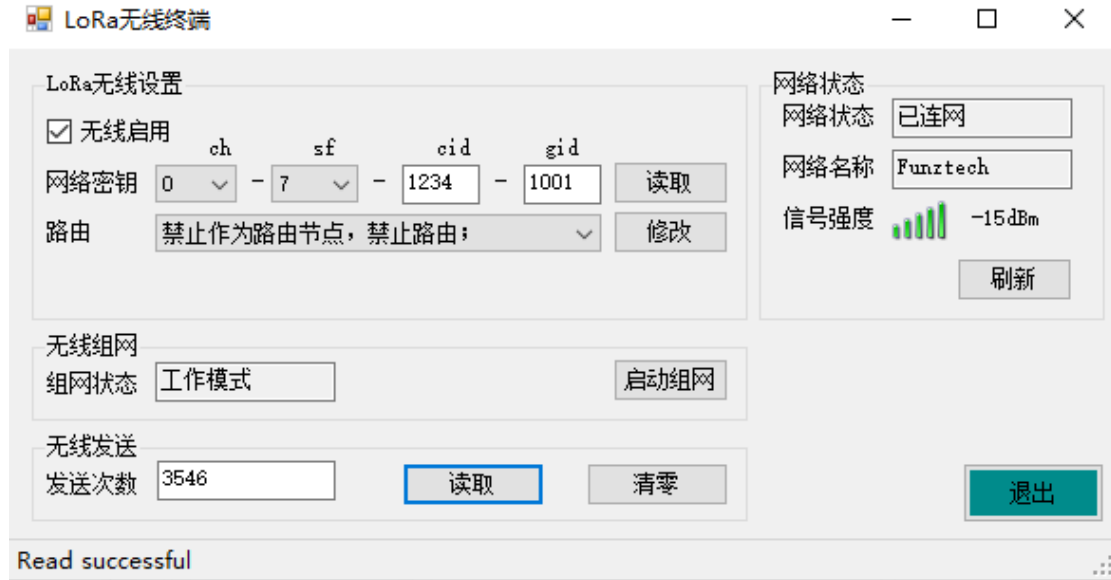 LoRa无线终端
LoRa无线设置
无线启用
ch sf cid gid
网络密钥 0 - 7 - 1234 - 1001 读取
路由 禁止作为路由节点，禁止路由； 修改
网络状态
网络状态 已连网
网络名称 Funztech
信号强度 -15dBm
刷新
无线组网
组网状态 工作模式 启动组网
无线发送
发送次数 3546 读取 清零
退出
Read successful